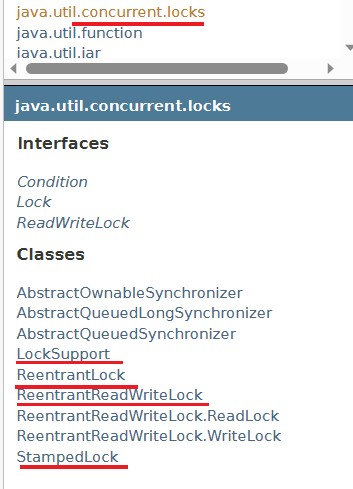 java.util.concurrent.locks
java.util.function
java.util.jar
java.util.concurrent.locks
Interfaces
Condition
Lock
ReadWriteLock
Classes
AbstractOwnableSynchronizer
AbstractQueuedLongSynchronizer
AbstractQueuedSynchronizer
LockSupport
ReentrantLock
ReentrantReadWriteLock
ReentrantReadWriteLock.ReadLock
ReentrantReadWriteLock.WriteLock
StampedLock